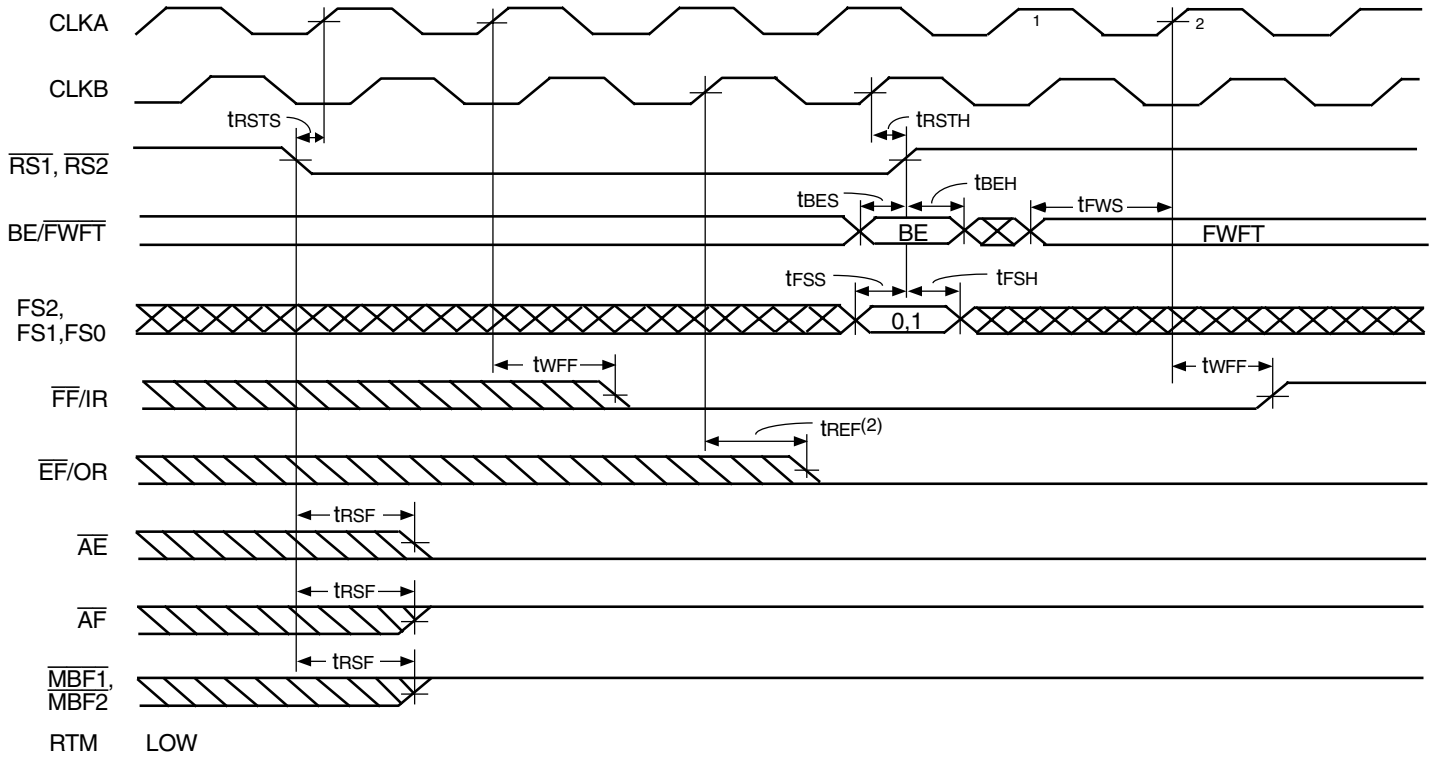 CLKA
1
2
CLKB
tRSTS
tRSTH
RS1, RS2
tBES
tBEH
tFWS
BE/FWFT
BE
FWFT
tFSS
tFSH
FS2,
FS1,FS0
0,1
tWFF
tWFF
FF/IR
tREF(2)
EF/OR
tRSF
AE
tRSF
AF
tRSF
MBF1,
MBF2
RTM LOW